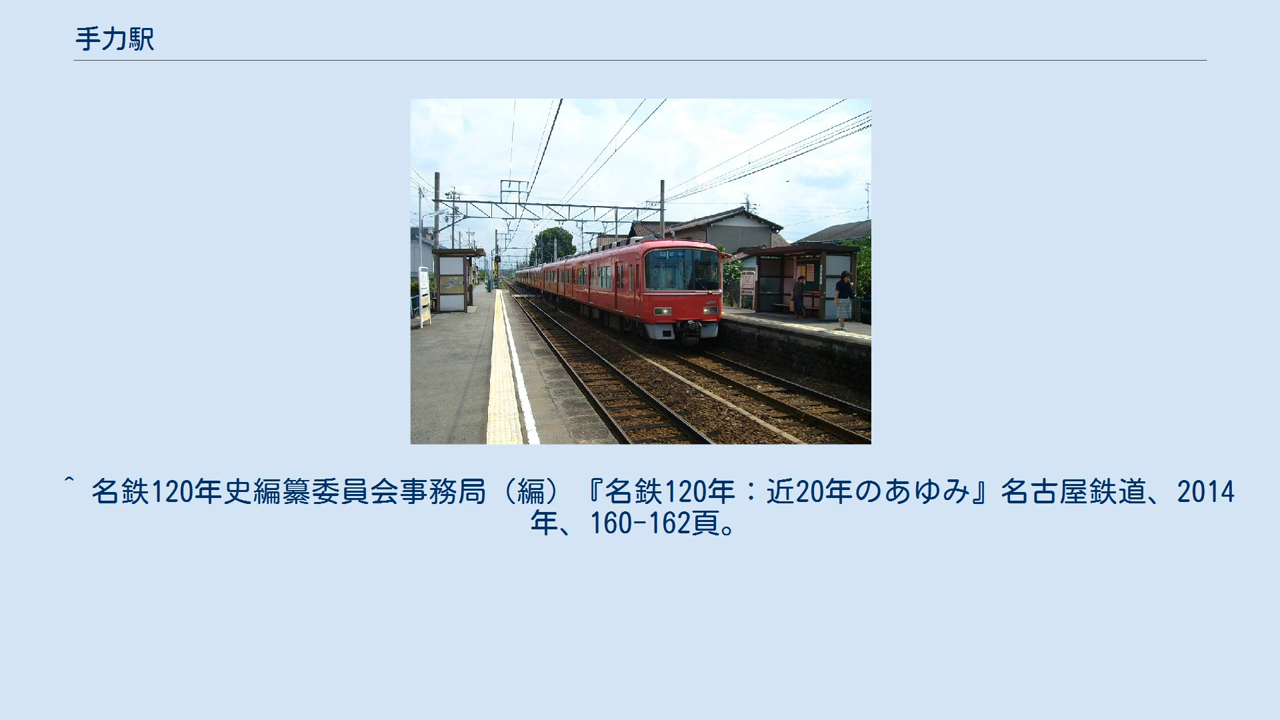 手力駅
^ 名鉄120年史編纂委員会事務局（編）『名鉄120年：近20年のあゆみ』名古屋鉄道、2014
年、160-162頁。